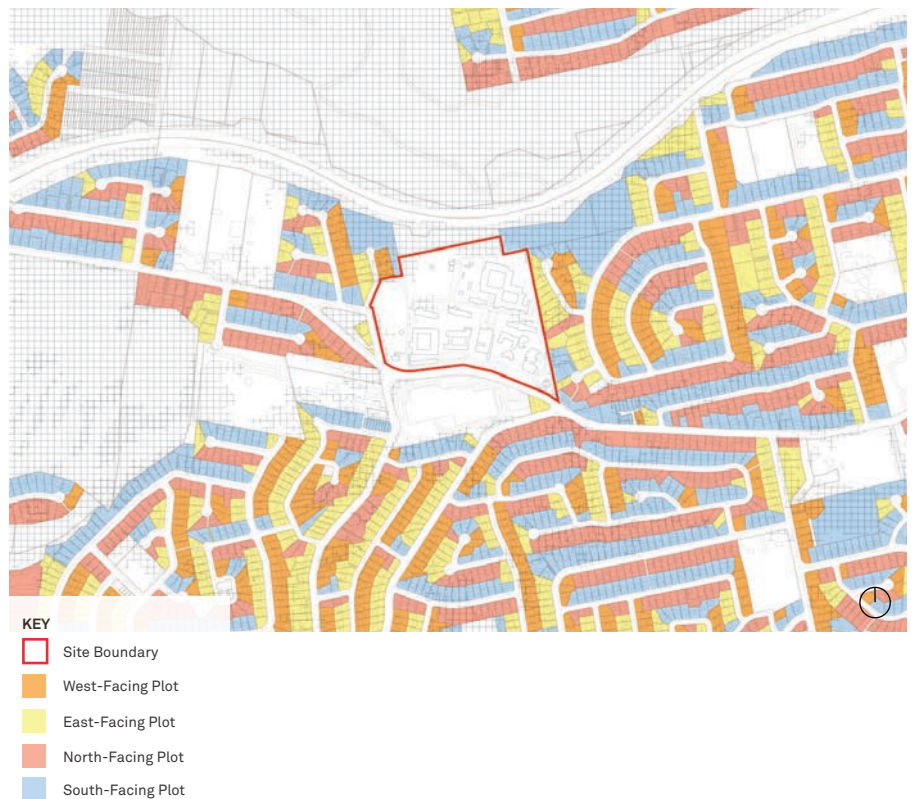 KEY
Site Boundary
West-Facing Plot
East-Facing Plot
North-Facing Plot
South-Facing Plot